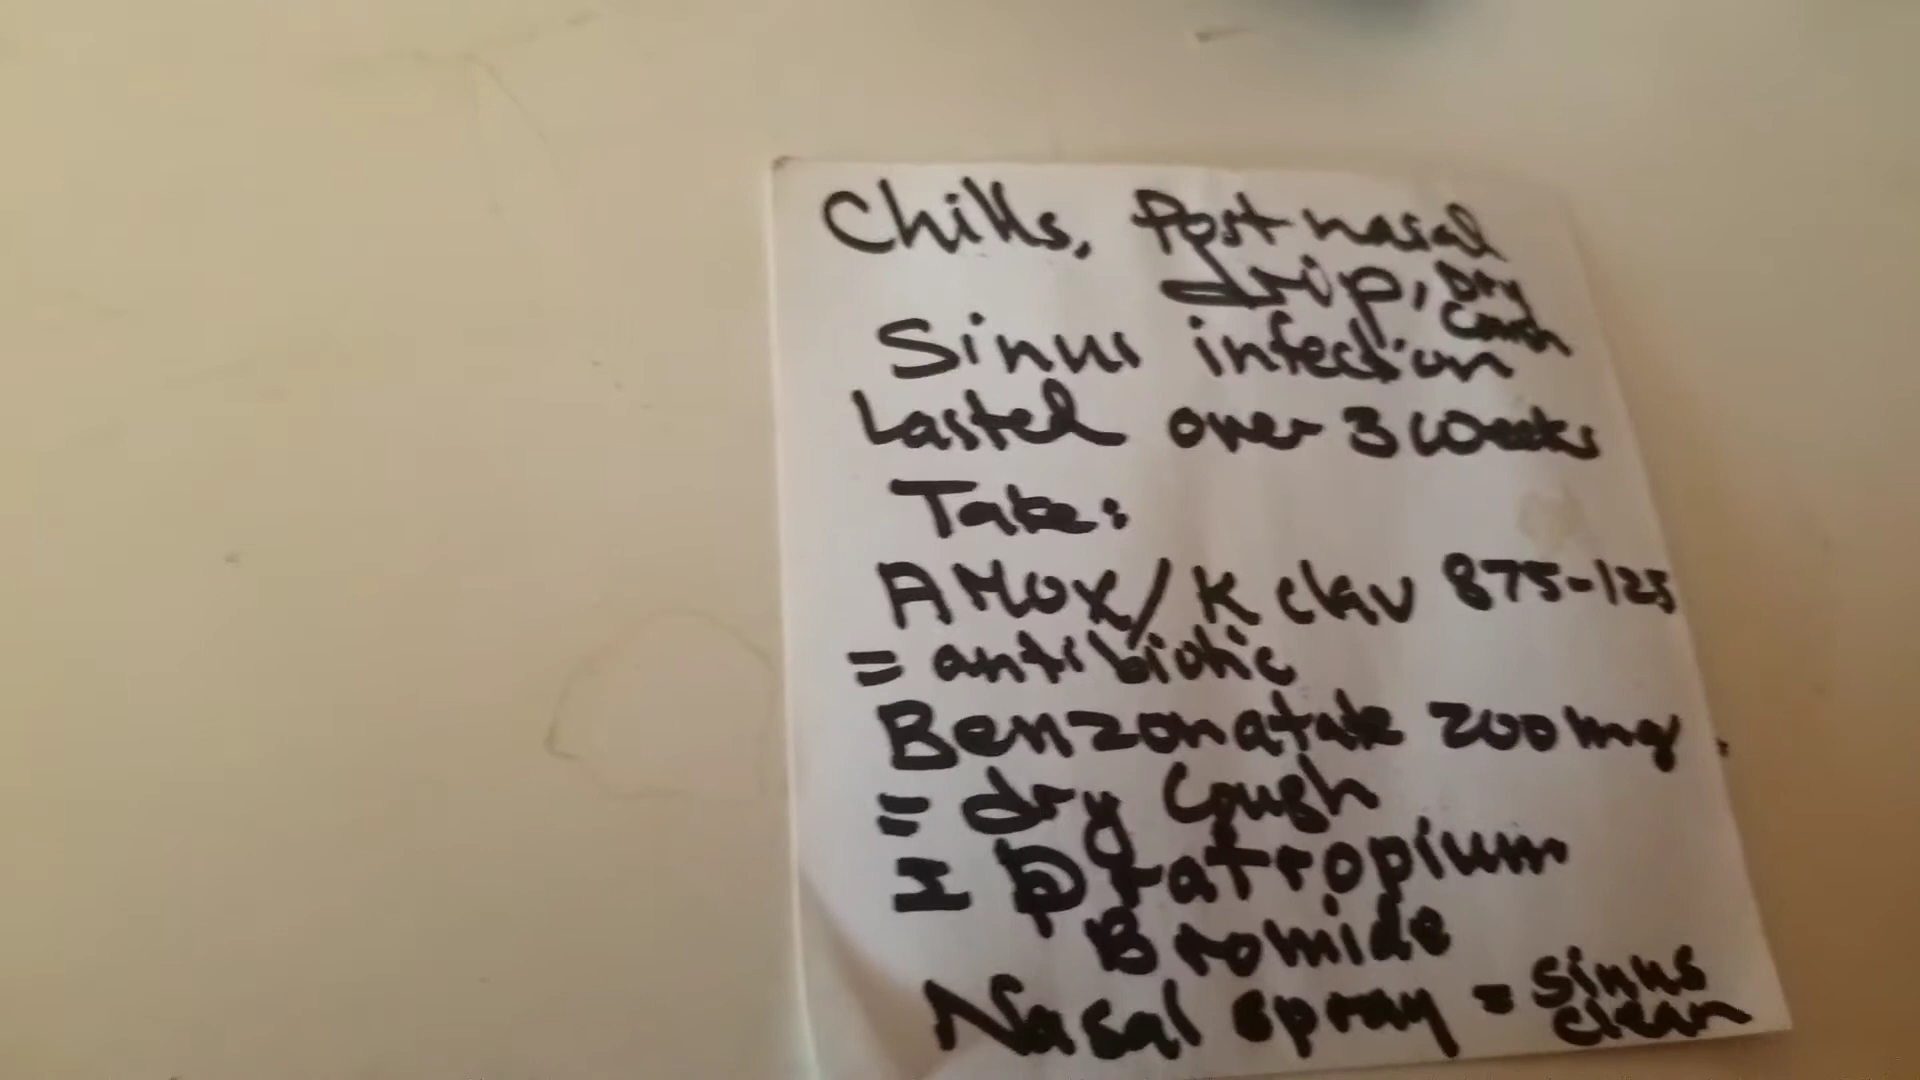 Chills, Post nasal
drip, Dry
Cough
Sinus infection
Lasted over 3 weeks
Take:
AMOX/K clav 875-125
= antibiotic
Benzonatate 200mg
= dry Cough
Ipratropium
Bromide
Nasal spray = sinus
clean